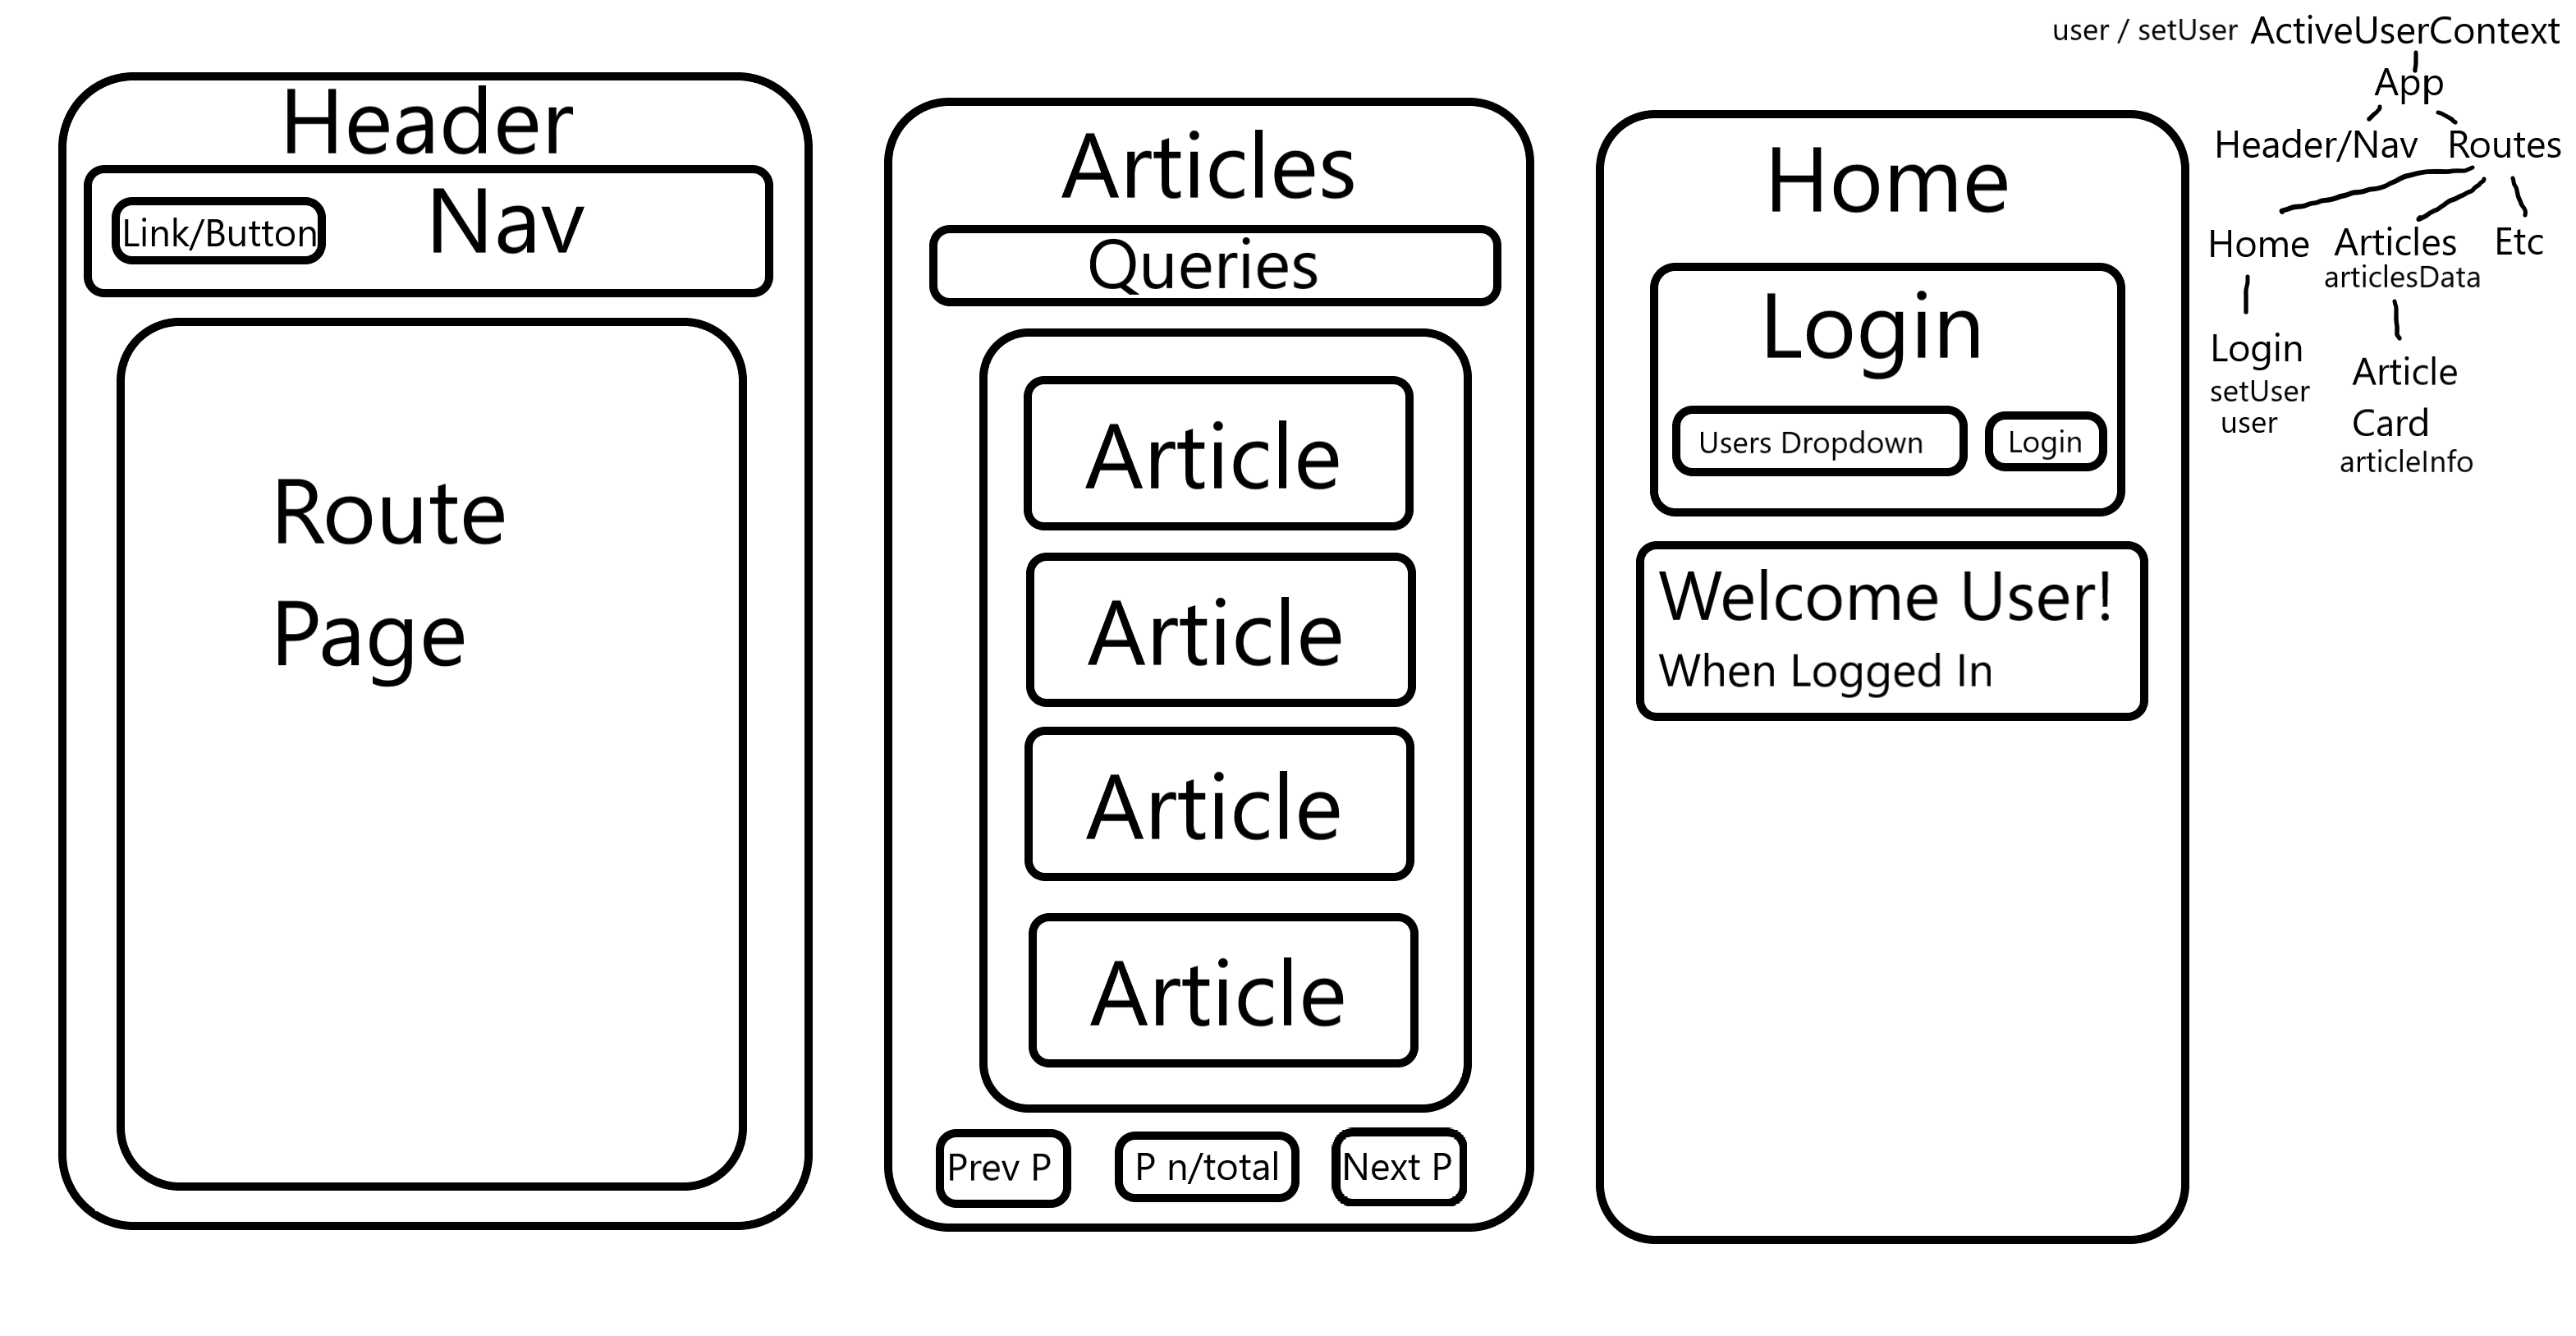 Header
Nav
Link/Button
Route
Page
Articles
Queries
Article
Article
Article
Article
Prev P
P n/total
Next P
Home
Login
Users Dropdown
Login
Welcome User!
When Logged In
user / setUser ActiveUserContext
App
Header/Nav Routes
Home Articles Etc
articlesData
Login
setUser
user
Article
Card
articleInfo